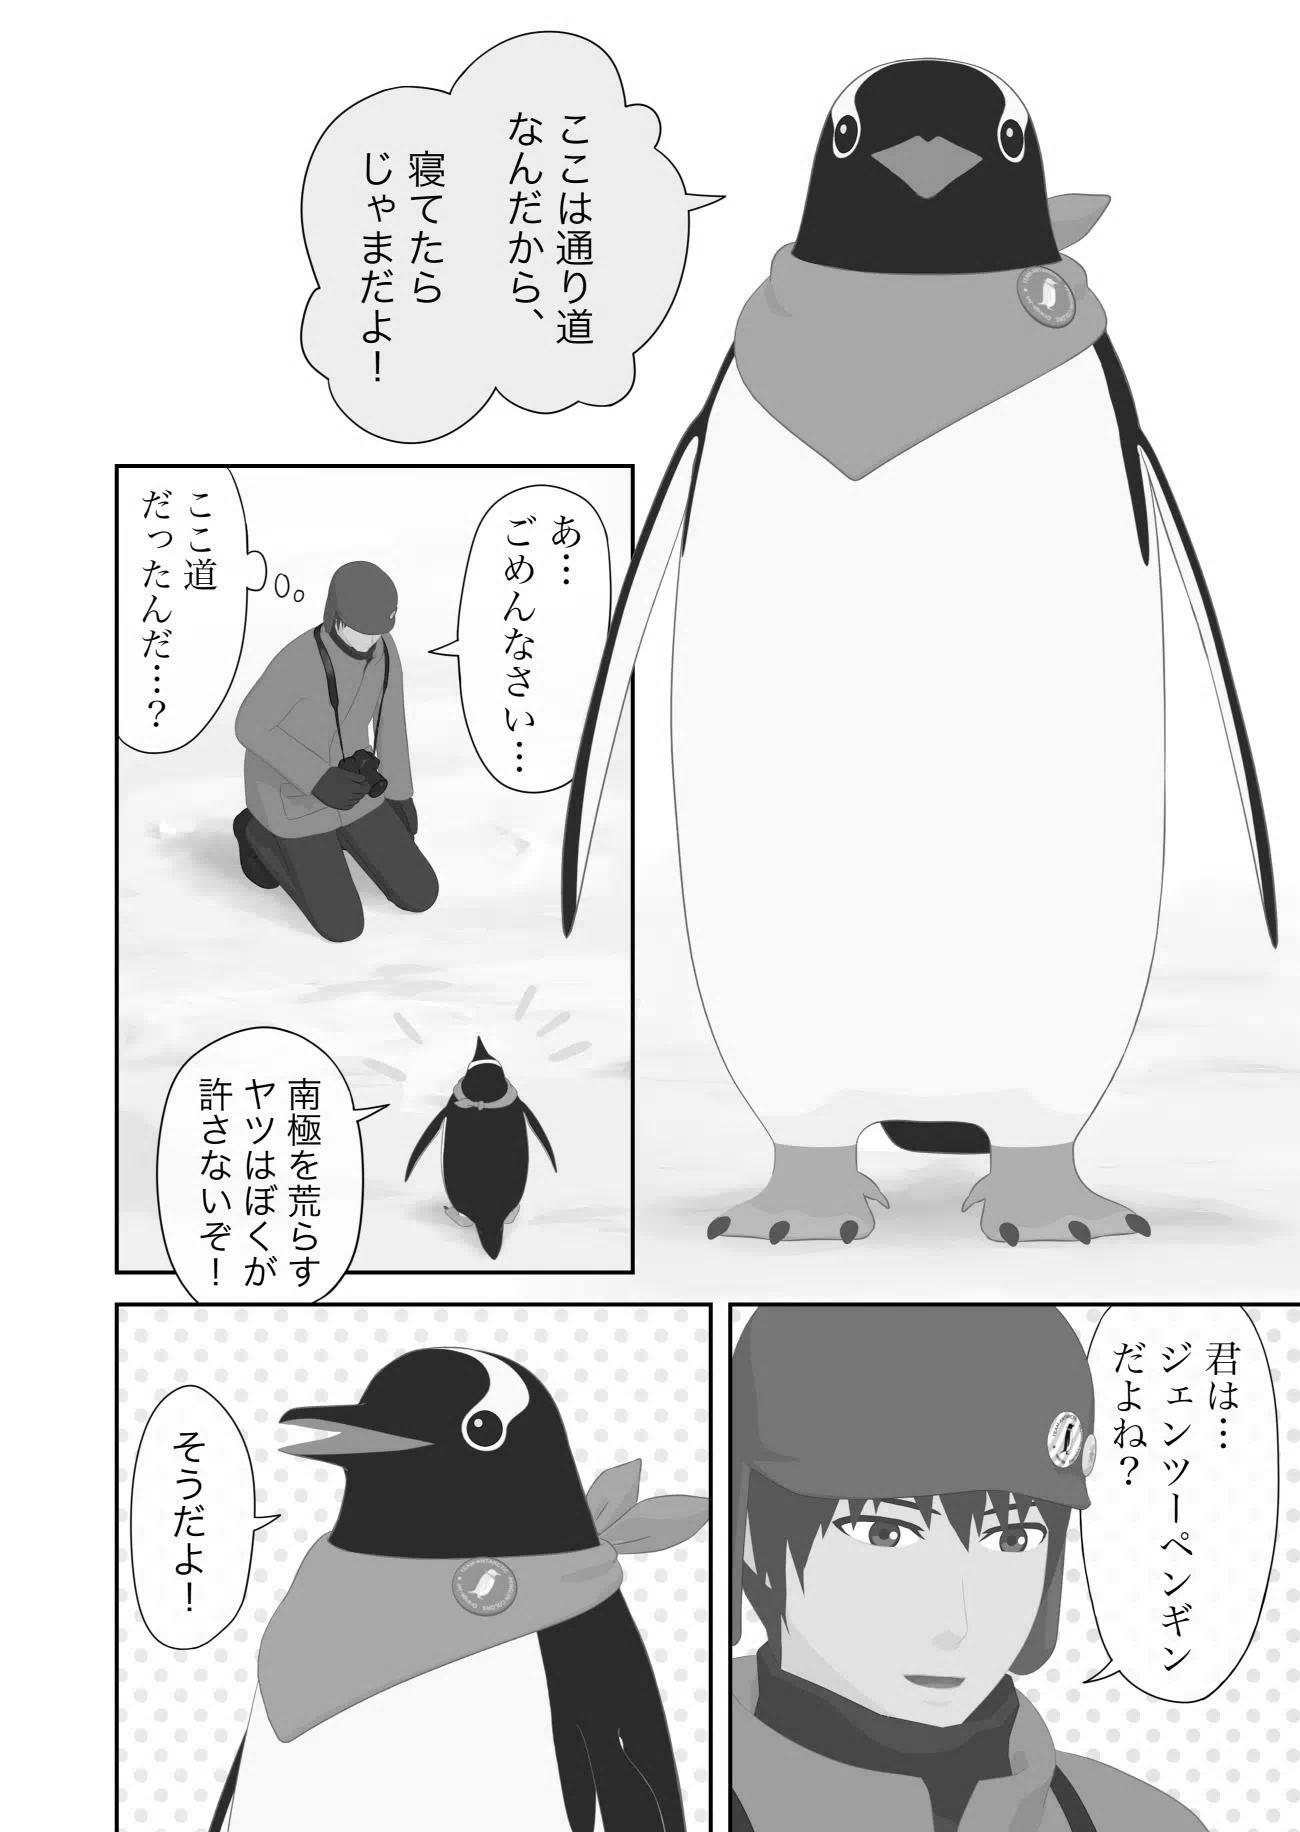 ここは通り道
なんだから、
寝てたら
じゃまだよ！
あ…
ごめんなさい…
ここ道
だったんだ…？
南極を荒らす
ヤツはぼくが
許さないぞ！
君は…
ジェンツーペンギン
だよね？
そうだよ！